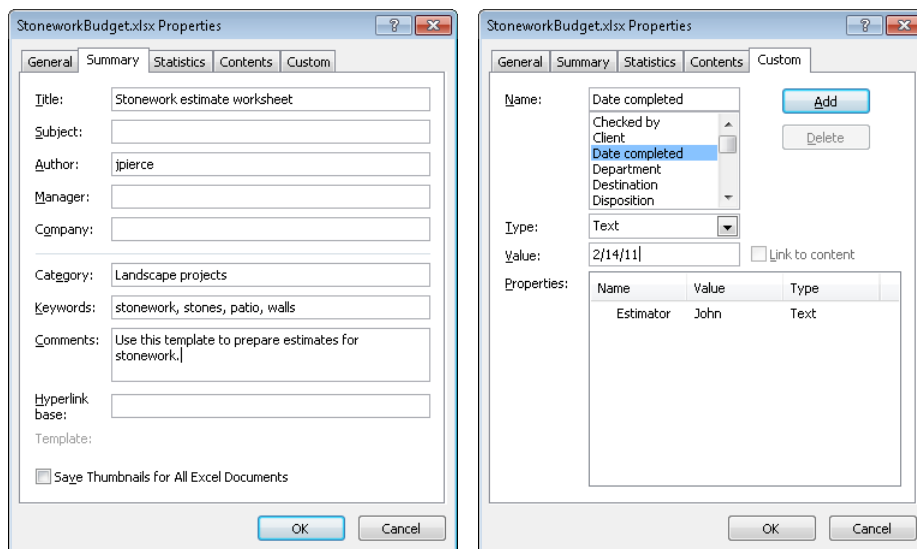 StoneworkBudget.xlsx Properties
General Summary Statistics Contents Custom
Title: Stonework estimate worksheet
Subject:
Author: jpierce
Manager:
Company:
Category: Landscape projects
Keywords: stonework, stones, patio, walls
Comments: Use this template to prepare estimates for
stonework.
Hyperlink
base:
Template:
Save Thumbnails for All Excel Documents
OK Cancel
StoneworkBudget.xlsx Properties
General Summary Statistics Contents Custom
Name: Date completed Add
Checked by
Client
Delete
Date completed
Department
Destination
Disposition
Type: Text
Value: 2/14/11 Link to content
Properties: Name Value Type
Estimator John Text
OK Cancel